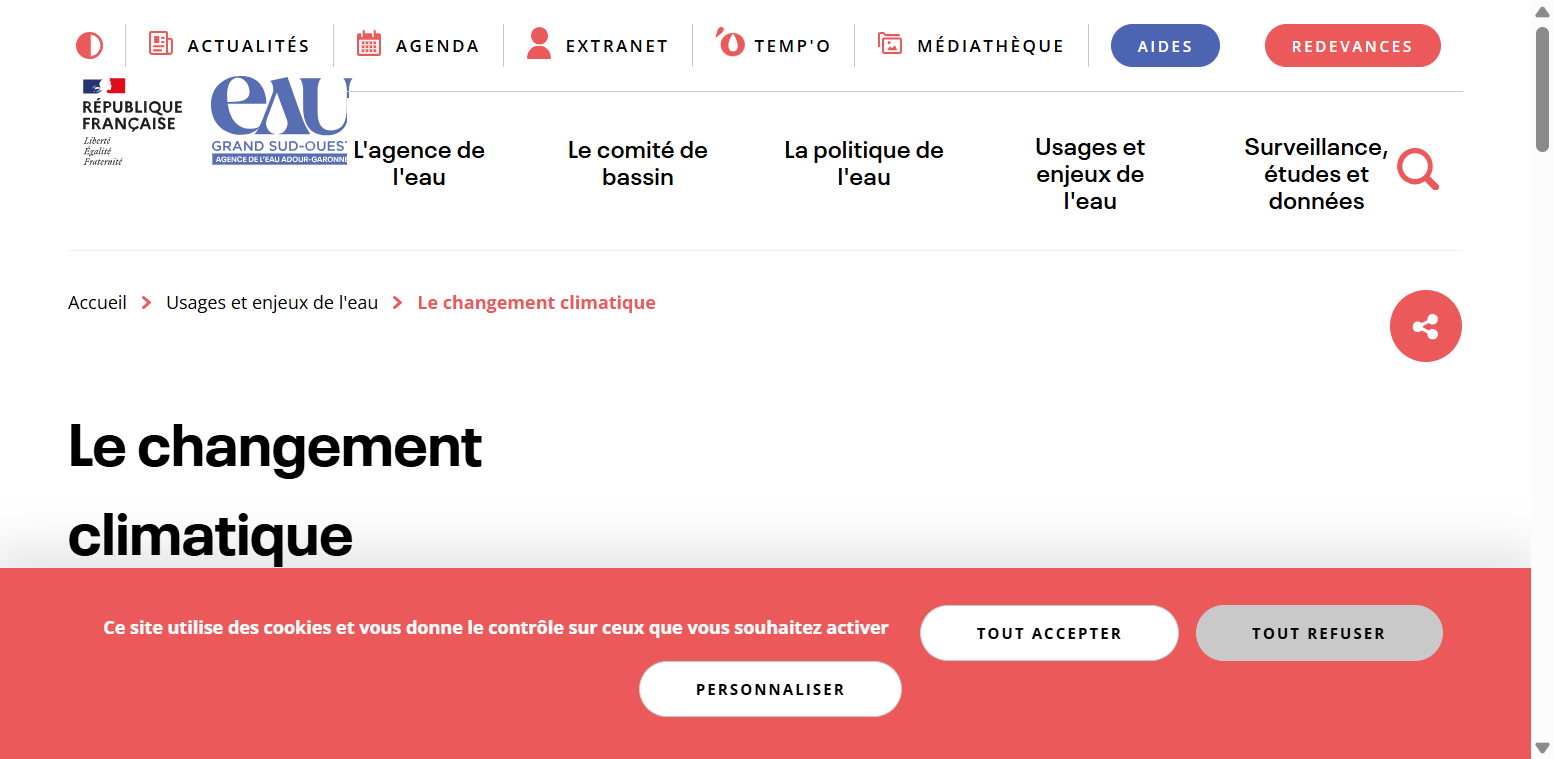 ACTUALITÉS
AGENDA
EXTRANET
TEMP'O
MÉDIATHÈQUE
AIDES
REDEVANCES
RÉPUBLIQUE
FRANÇAISE
Liberté
Égalité
Fraternité
eau
GRAND SUD-OUEST
AGENCE DE L'EAU ADOUR-GARONNE
L'agence de
l'eau
Le comité de
bassin
La politique de
l'eau
Usages et
enjeux de
l'eau
Surveillance,
études et
données
Accueil
Usages et enjeux de l'eau
Le changement climatique
Le changement
climatique
Ce site utilise des cookies et vous donne le contrôle sur ceux que vous souhaitez activer
TOUT ACCEPTER
TOUT REFUSER
PERSONNALISER